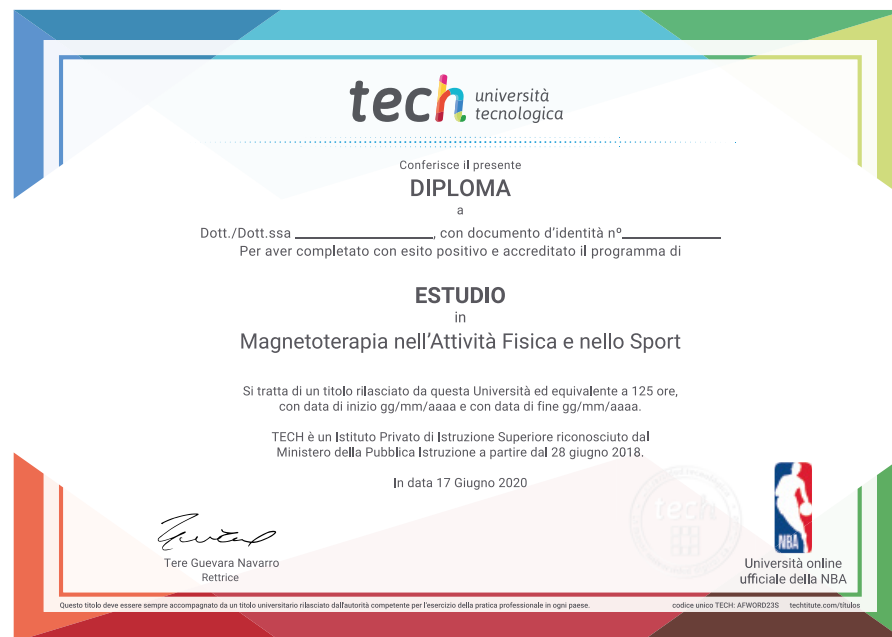 tech università
tecnologica
Conferisce il presente
DIPLOMA
a
Dott./Dott.ssa ____________________, con documento d'identità nº______________
Per aver completato con esito positivo e accreditato il programma di
ESTUDIO
in
Magnetoterapia nell'Attività Fisica e nello Sport
Si tratta di un titolo rilasciato da questa Università ed equivalente a 125 ore,
con data di inizio gg/mm/aaaa e con data di fine gg/mm/aaaa.
TECH è un Istituto Privato di Istruzione Superiore riconosciuto dal
Ministero della Pubblica Istruzione a partire dal 28 giugno 2018.
In data 17 Giugno 2020
tech
NBA
Tere Guevara Navarro
Rettrice
Università online
ufficiale della NBA
Questo titolo deve essere sempre accompagnato da un titolo universitario rilasciato dall'autorità competente per l'esercizio della pratica professionale in ogni paese.
codice unico TECH: AFWORD23S techtitute.com/titulos